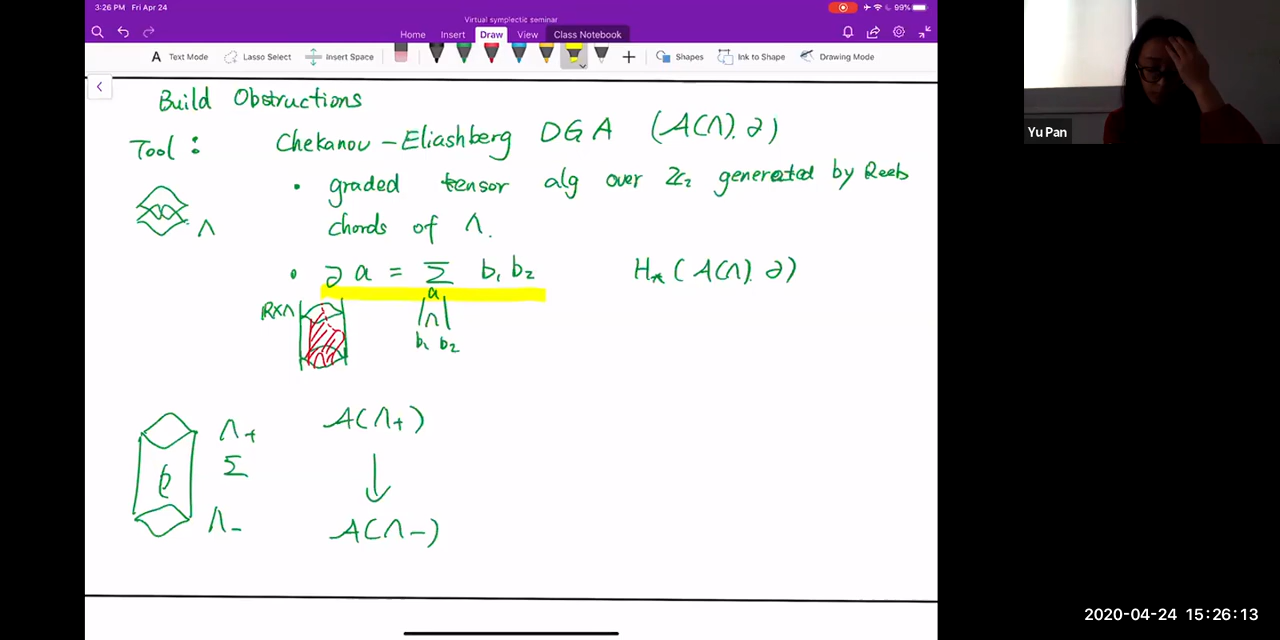 3:26 PM Fri Apr 24
99%
Virtual symplectic seminar
Home Insert Draw View Class Notebook
Text Mode Lasso Select Insert Space Shapes Ink to Shape Drawing Mode
Build Obstructions
Tool : Chekanov - Eliashberg DGA (A(Λ), ∂)
• graded tensor alg over ℤ₂ generated by Reeb
chords of Λ.
Λ
• ∂ a = Σ b₁ b₂ H⁎ ( A(Λ), ∂)
a
R×Λ
b₁ b₂
Λ+ A(Λ+)
Σ ↓
Λ- A(Λ-)
Yu Pan
2020-04-24 15:26:13